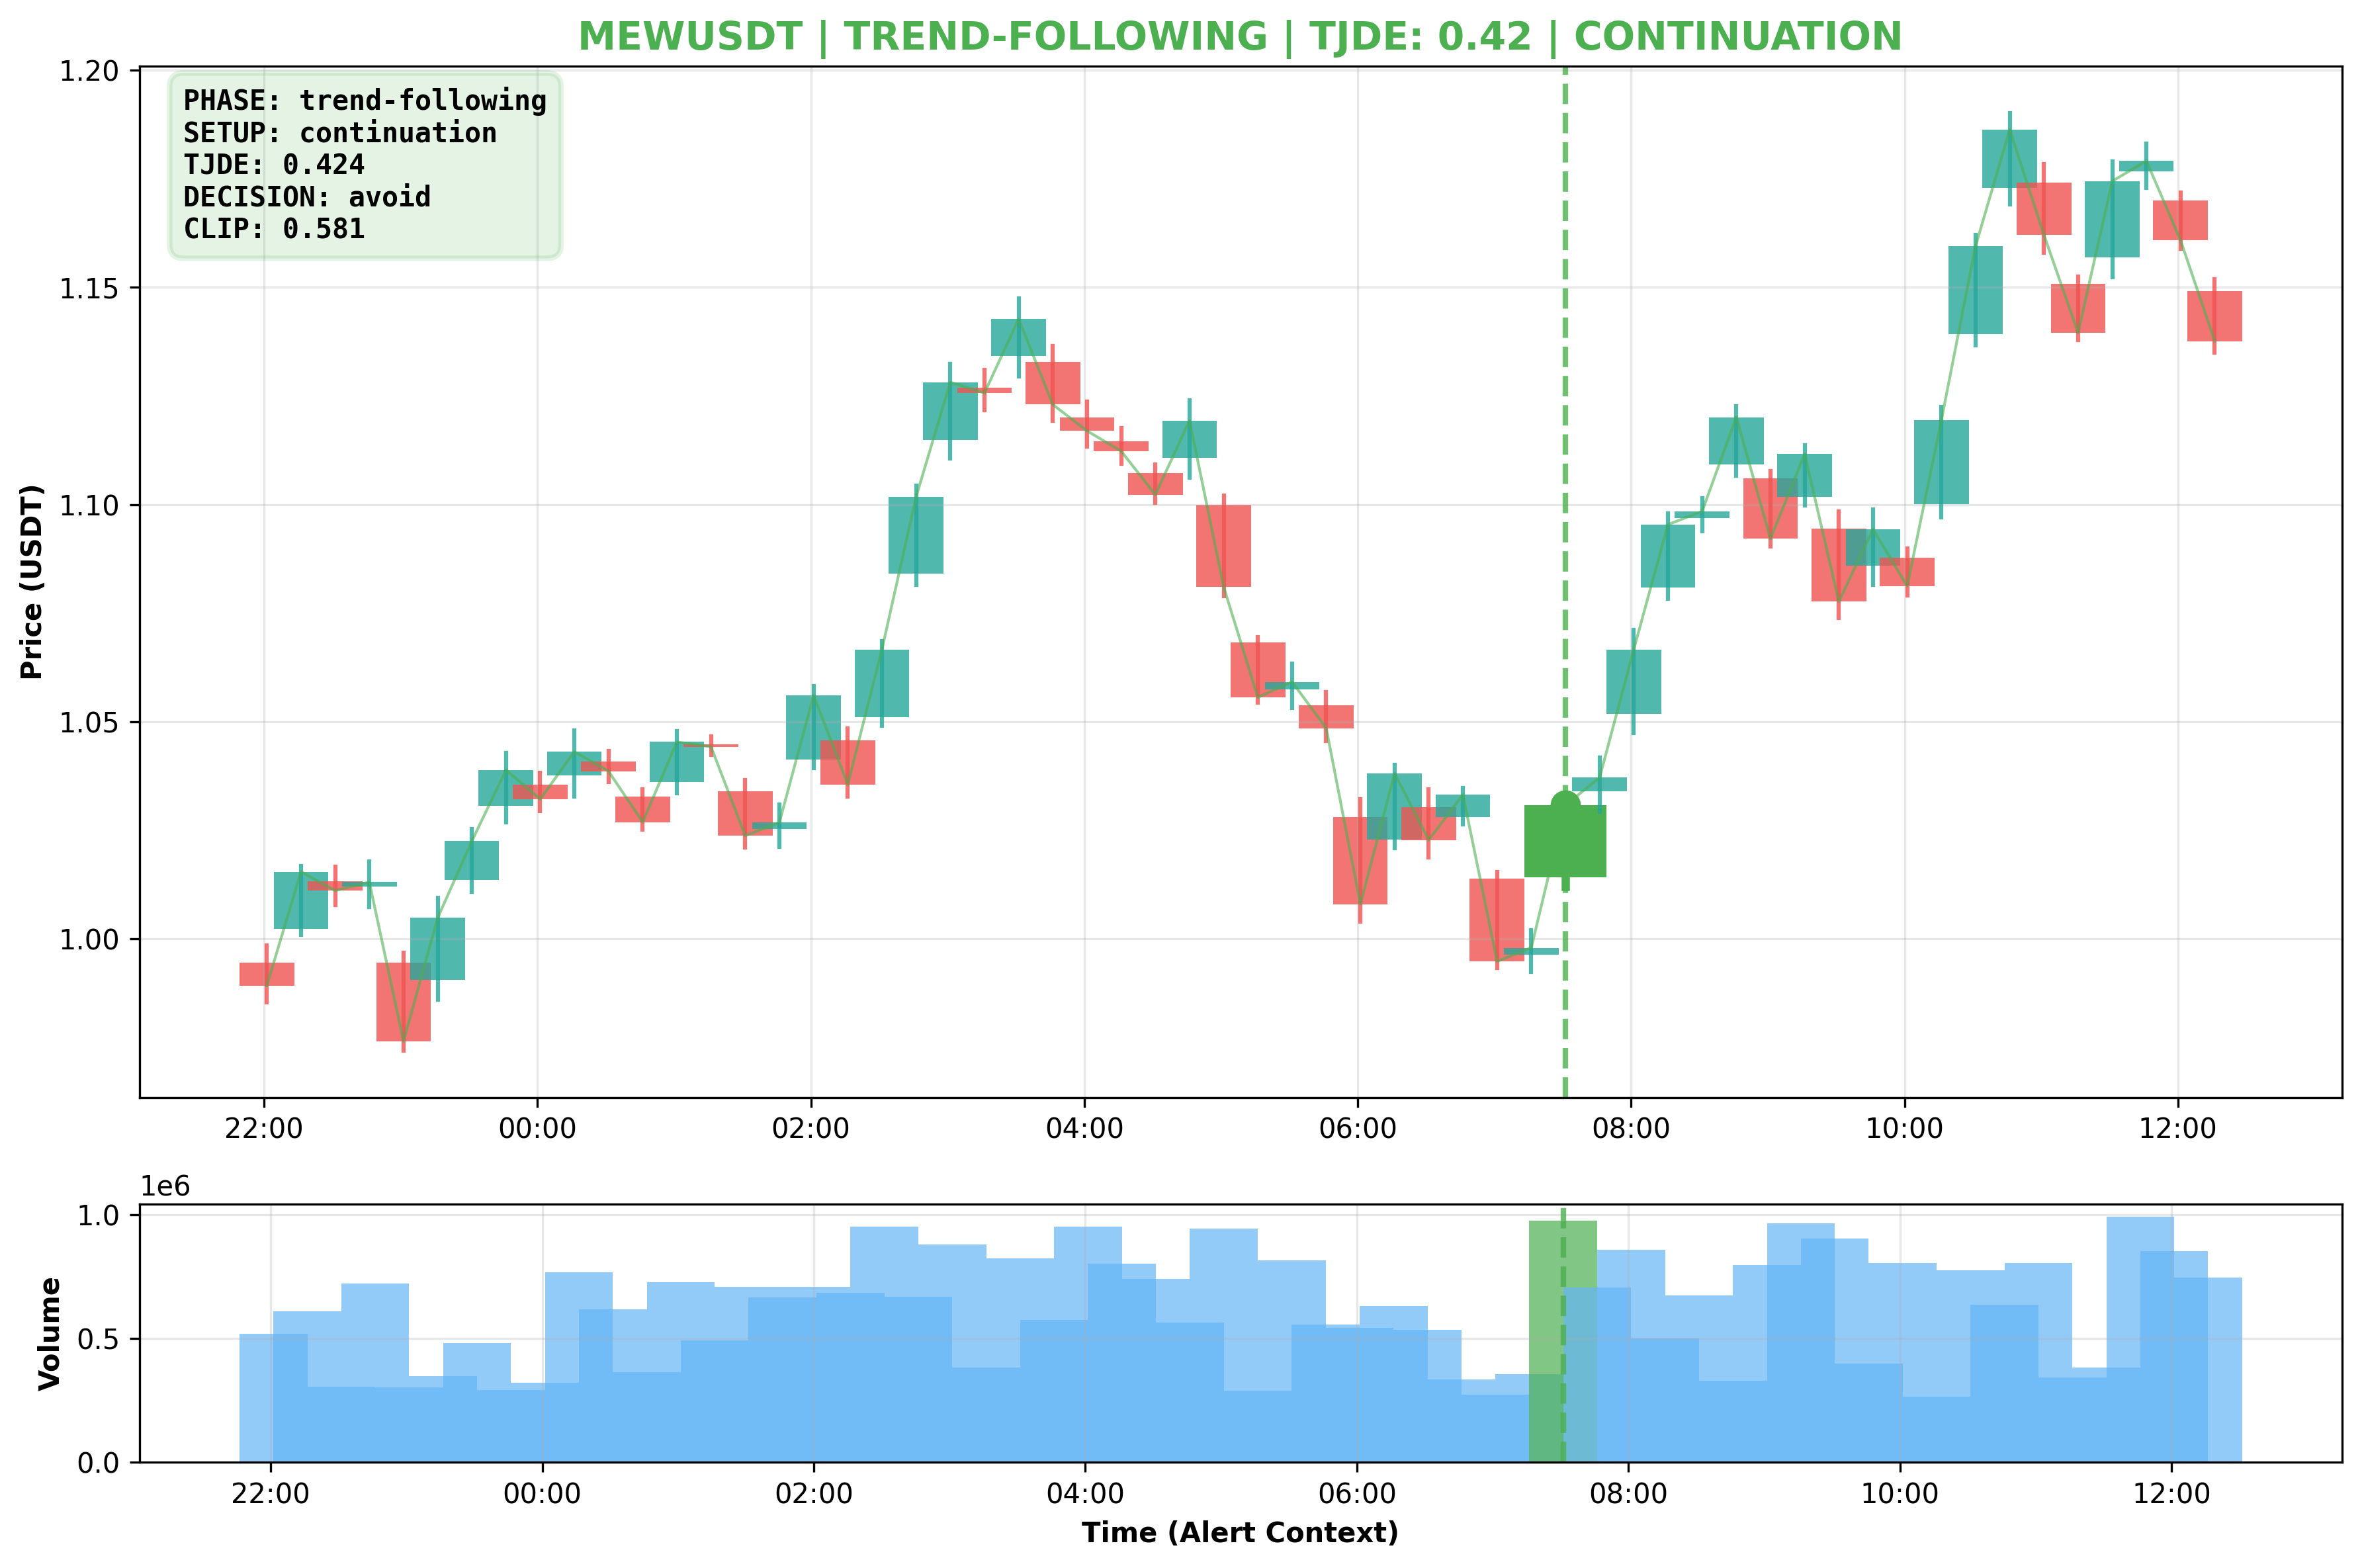 MEWUSDT | TREND-FOLLOWING | TJDE: 0.42 | CONTINUATION
PHASE: trend-following
SETUP: continuation
TJDE: 0.424
DECISION: avoid
CLIP: 0.581
Price (USDT)
1.20
1.15
1.10
1.05
1.00
22:00 00:00 02:00 04:00 06:00 08:00 10:00 12:00
1e6
Volume
1.0
0.5
0.0
22:00 00:00 02:00 04:00 06:00 08:00 10:00 12:00
Time (Alert Context)